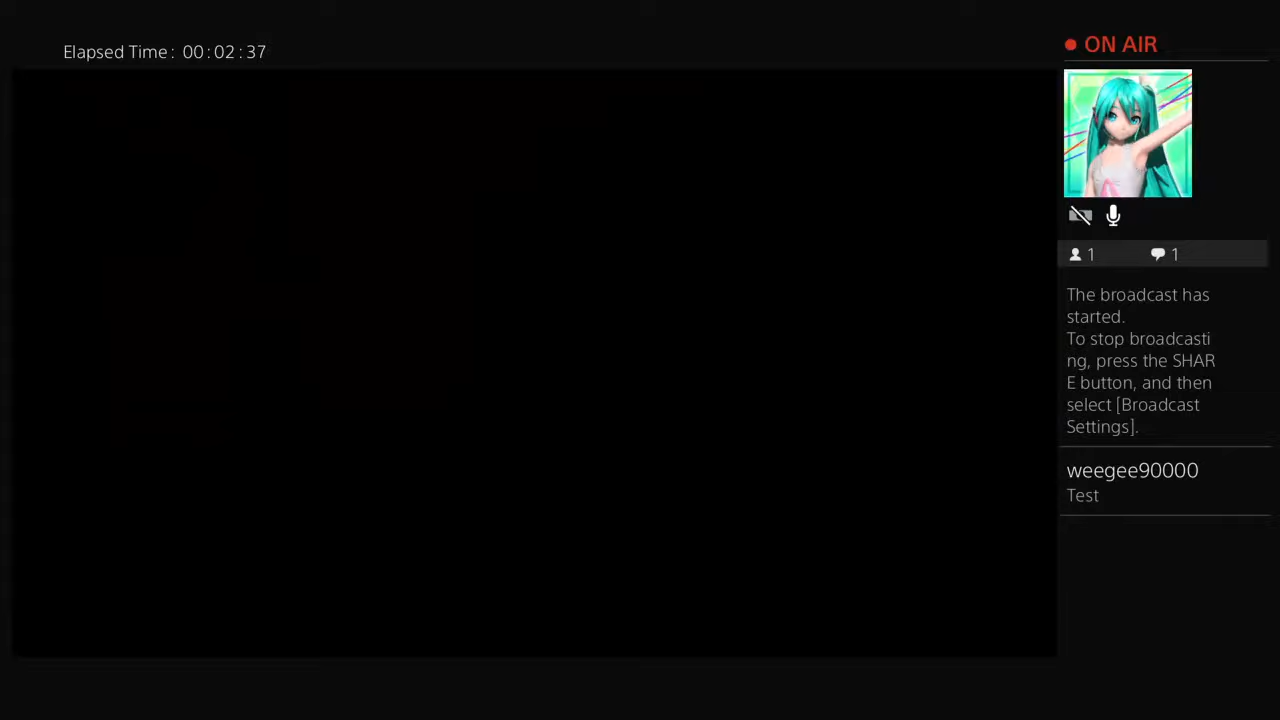 Elapsed Time: 00:02:37
ON AIR
1 1
The broadcast has
started.
To stop broadcasti
ng, press the SHAR
E button, and then
select [Broadcast
Settings].
weegee90000
Test